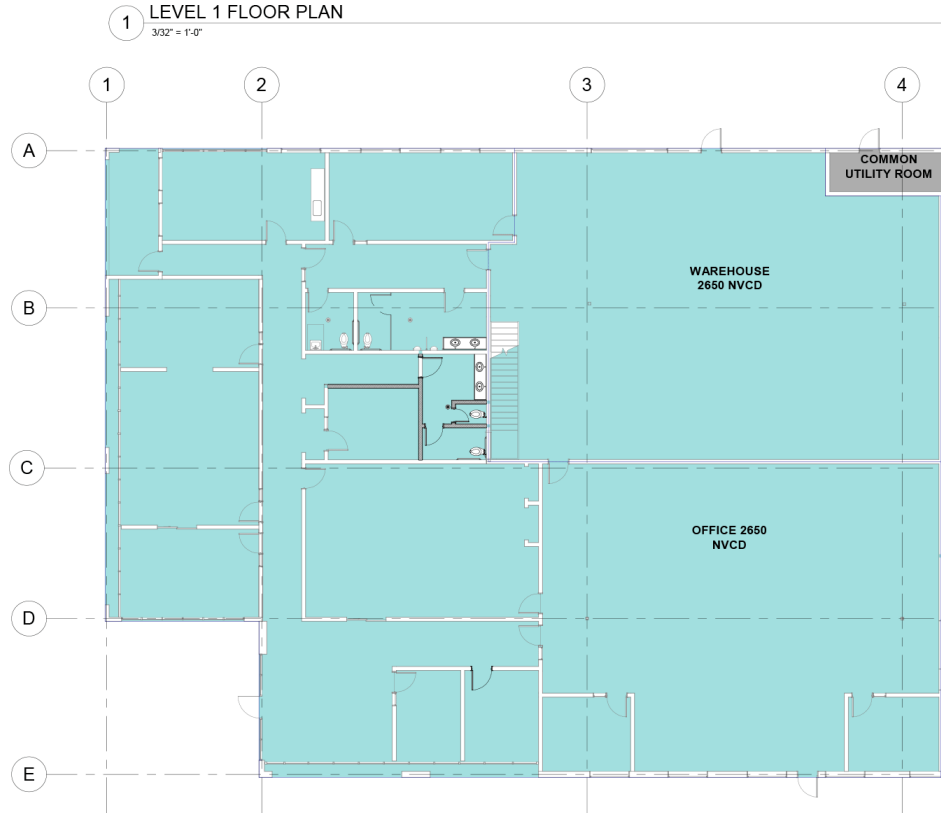 1 LEVEL 1 FLOOR PLAN
3/32" = 1'-0"
1 2 3 4
A
COMMON
UTILITY ROOM
WAREHOUSE
2650 NVCD
B
C
OFFICE 2650
NVCD
D
E